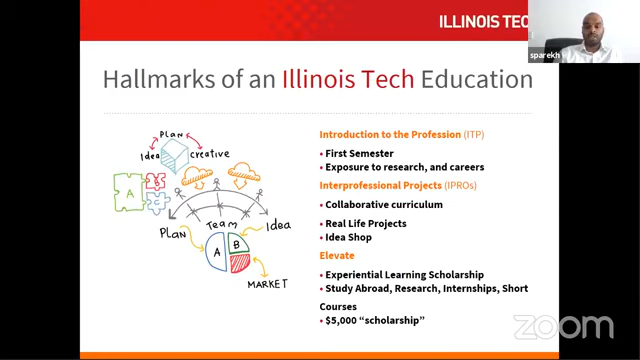 ILLINOIS TEC
sparekh
Hallmarks of an Illinois Tech Education
PLAN
Idea
creative
A
B
C
Team
PLAN
Idea
A
B
MARKET
Introduction to the Profession (ITP)
• First Semester
• Exposure to research, and careers
Interprofessional Projects (IPROs)
• Collaborative curriculum
• Real Life Projects
• Idea Shop
Elevate
• Experiential Learning Scholarship
• Study Abroad, Research, Internships, Short
Courses
• $5,000 “scholarship”
zoom